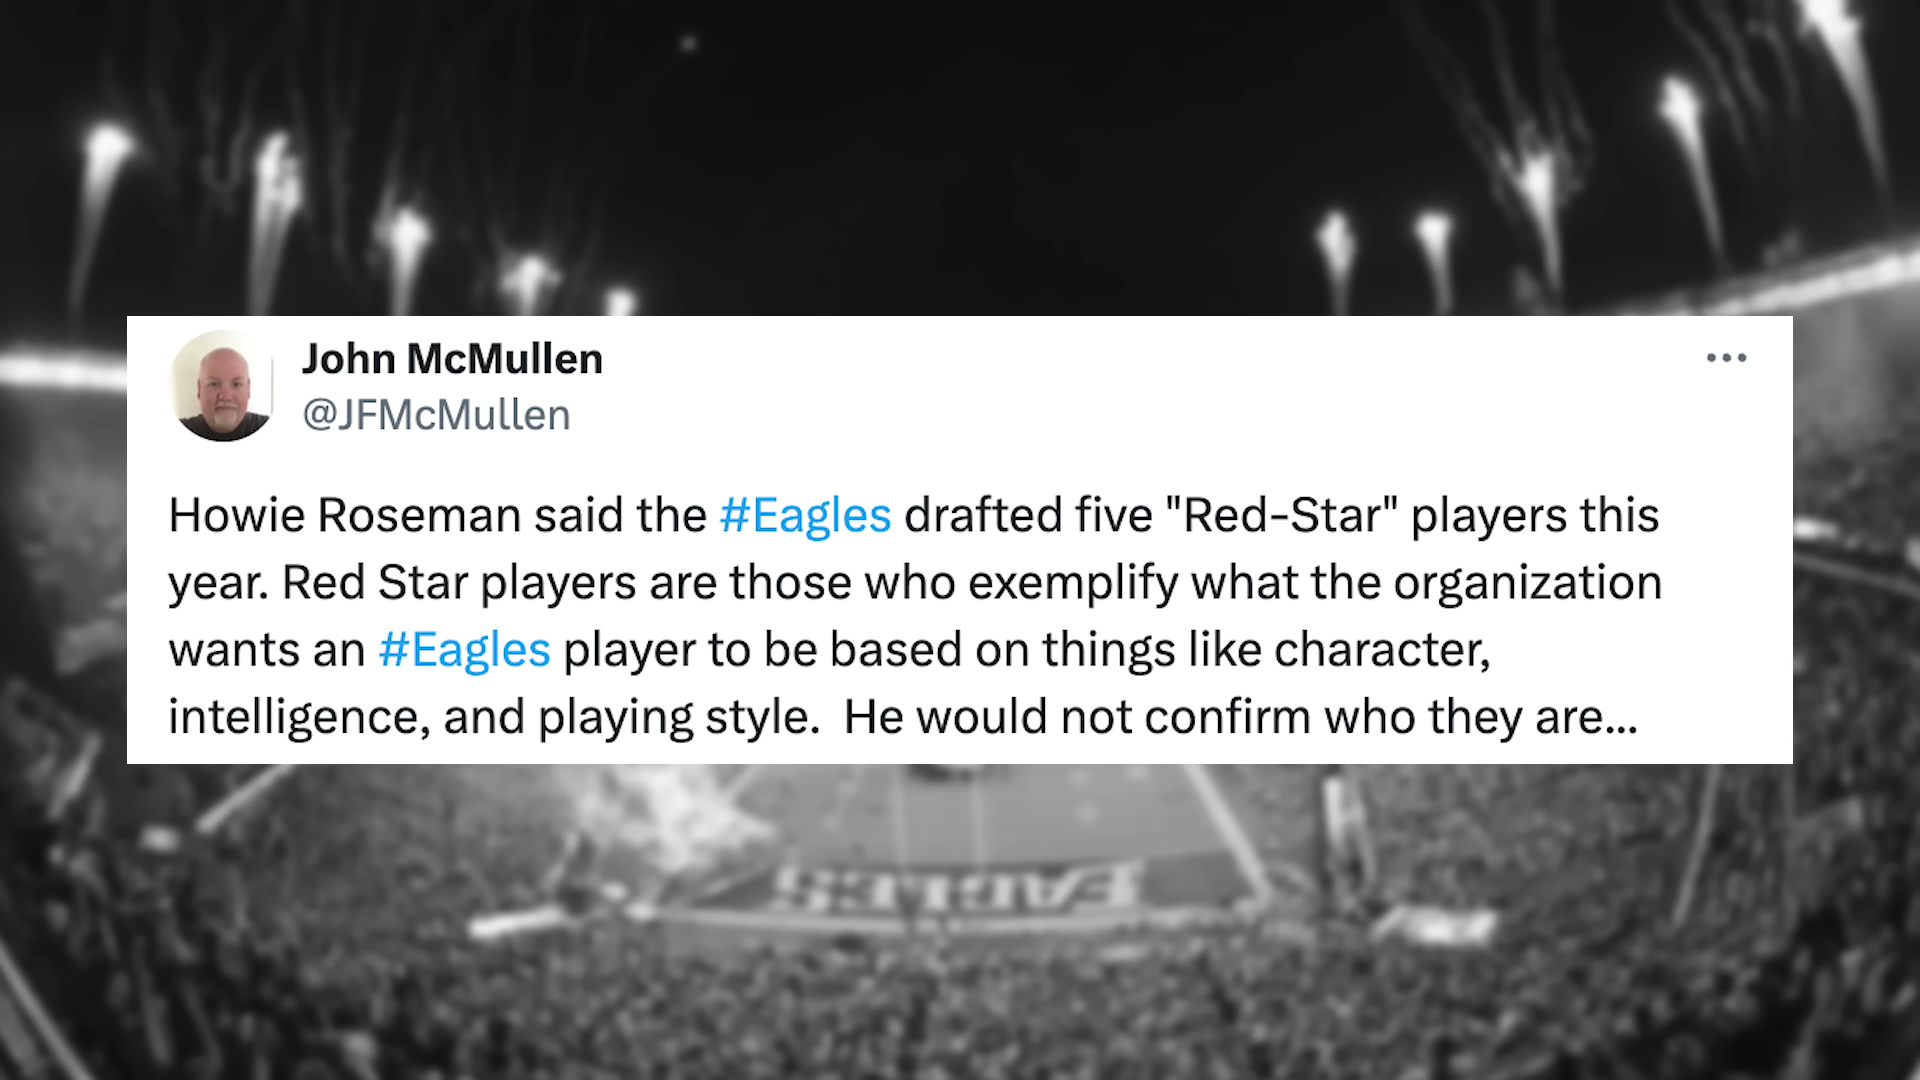 John McMullen
@JFMcMullen
Howie Roseman said the #Eagles drafted five "Red-Star" players this
year. Red Star players are those who exemplify what the organization
wants an #Eagles player to be based on things like character,
intelligence, and playing style.  He would not confirm who they are...
EAGLES